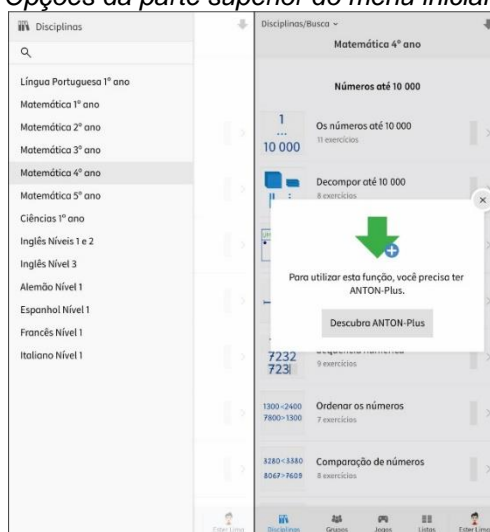 Opções da parte superior do menu inicial
Disciplinas
Língua Portuguesa 1º ano
Matemática 1º ano
Matemática 2º ano
Matemática 3º ano
Matemática 4º ano
Matemática 5º ano
Ciências 1º ano
Inglês Níveis 1 e 2
Inglês Nível 3
Alemão Nível 1
Espanhol Nível 1
Francês Nível 1
Italiano Nível 1
Ester Lima
Disciplinas/Busca
Matemática 4º ano
Números até 10 000
1
...
10 000
Os números até 10 000
11 exercícios
Decompor até 10 000
8 exercícios
Para utilizar esta função, você precisa ter
ANTON-Plus.
Descubra ANTON-Plus
7232
723
9 exercícios
1300<2400
7800>1300
Ordenar os números
7 exercícios
3280<3380
8067>7609
Comparação de números
8 exercícios
Disciplinas
Grupos
Jogos
Listas
Ester Lima